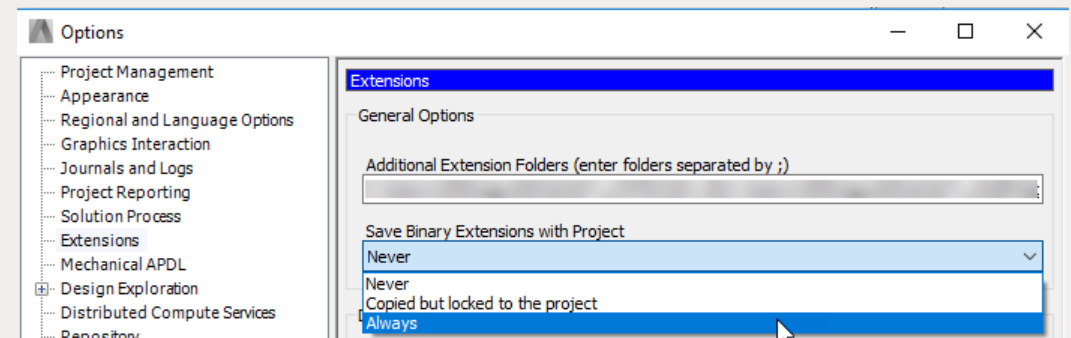 Options
Project Management
Appearance
Regional and Language Options
Graphics Interaction
Journals and Logs
Project Reporting
Solution Process
Extensions
Mechanical APDL
Design Exploration
Distributed Compute Services
Repository
Extensions
General Options
Additional Extension Folders (enter folders separated by ;)
Save Binary Extensions with Project
Never
Never
Copied but locked to the project
Always